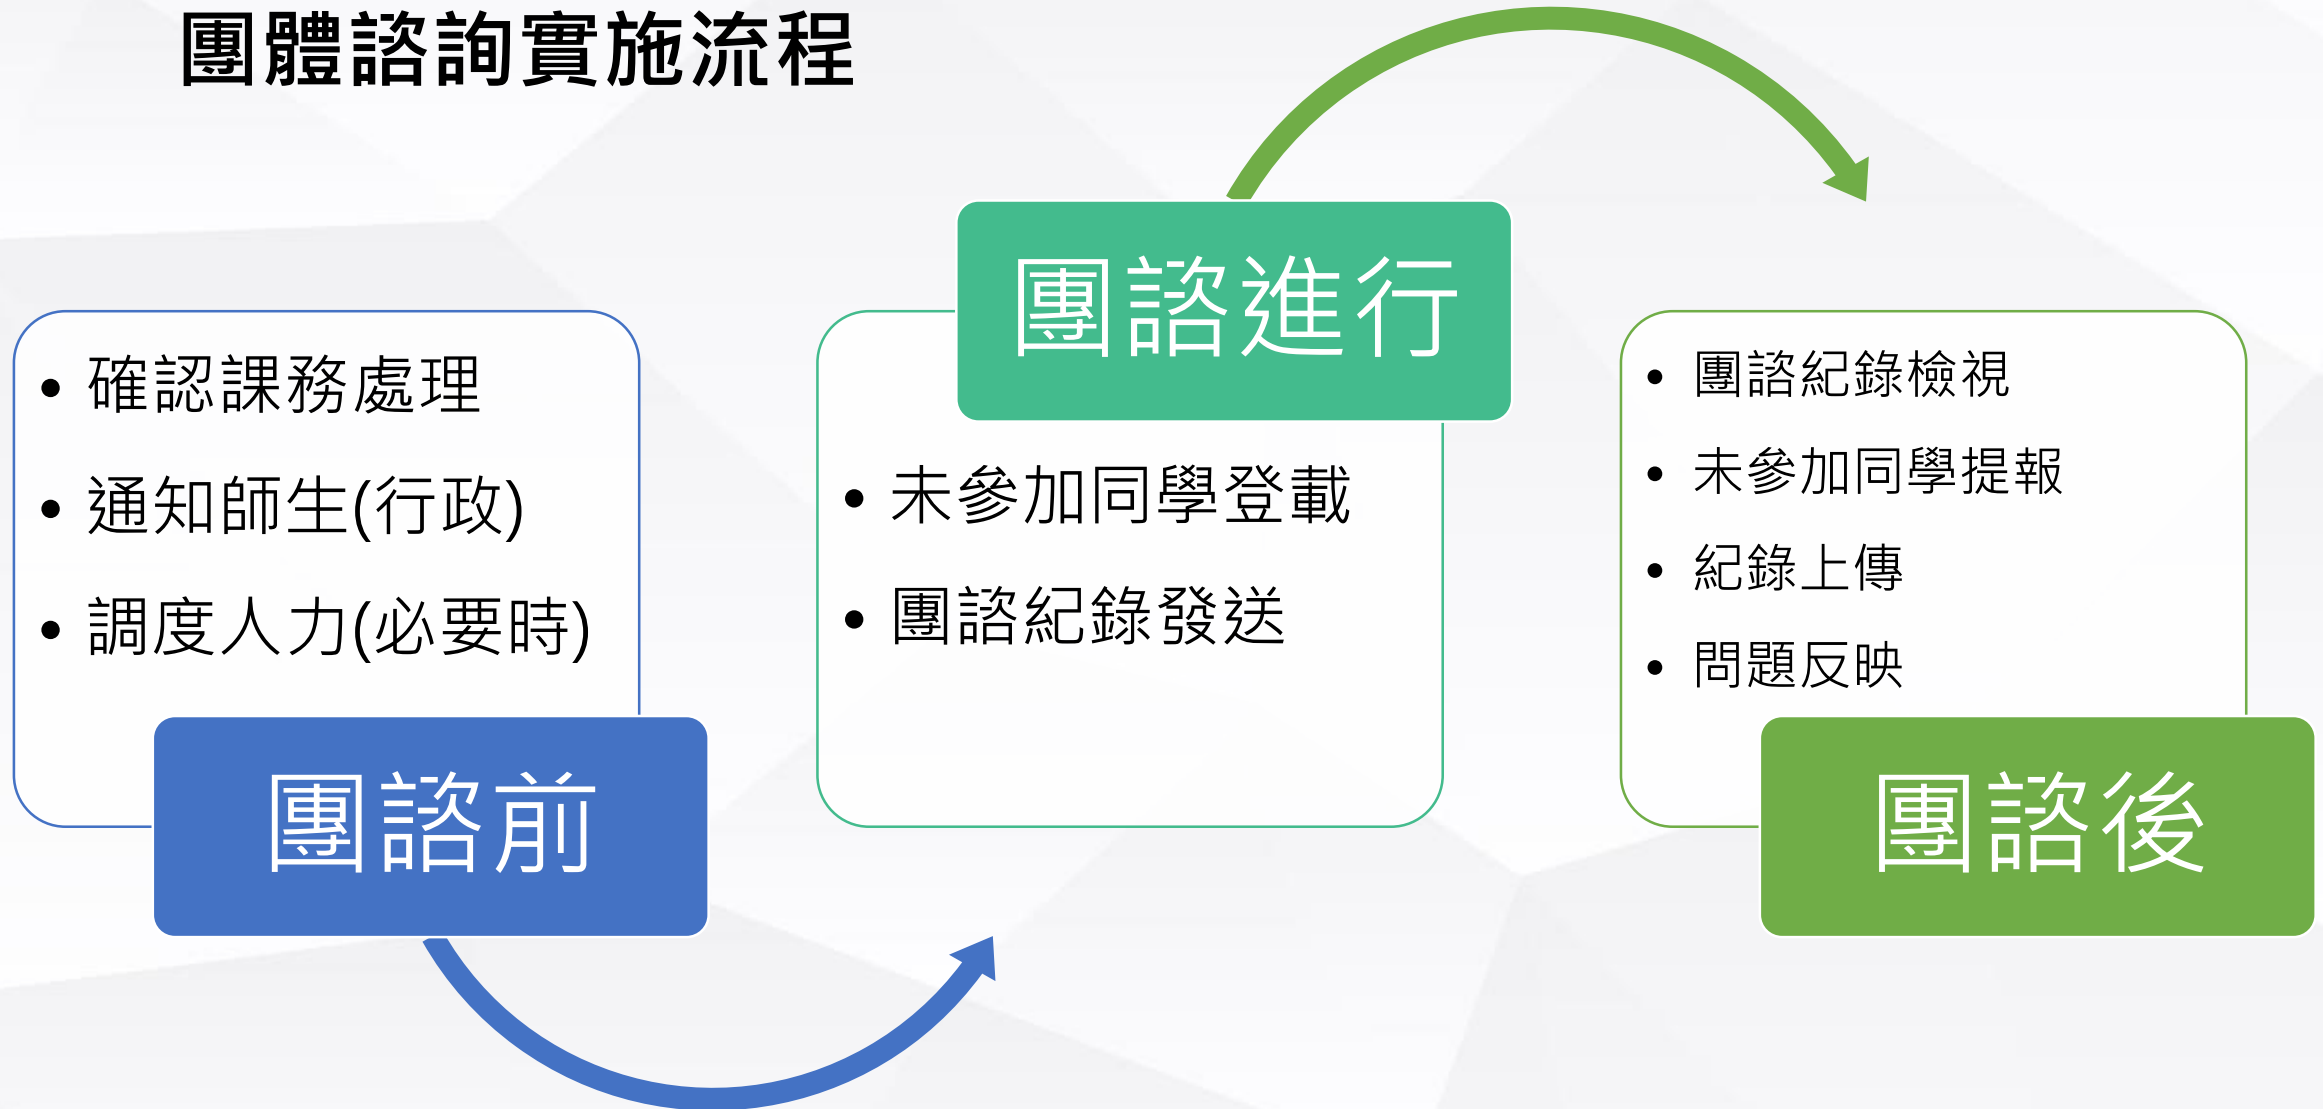 團體諮詢實施流程
• 確認課務處理
• 通知師生(行政)
• 調度人力(必要時)
團諮前
團諮進行
• 未參加同學登載
• 團諮紀錄發送
• 團諮紀錄檢視
• 未參加同學提報
• 紀錄上傳
• 問題反映
團諮後